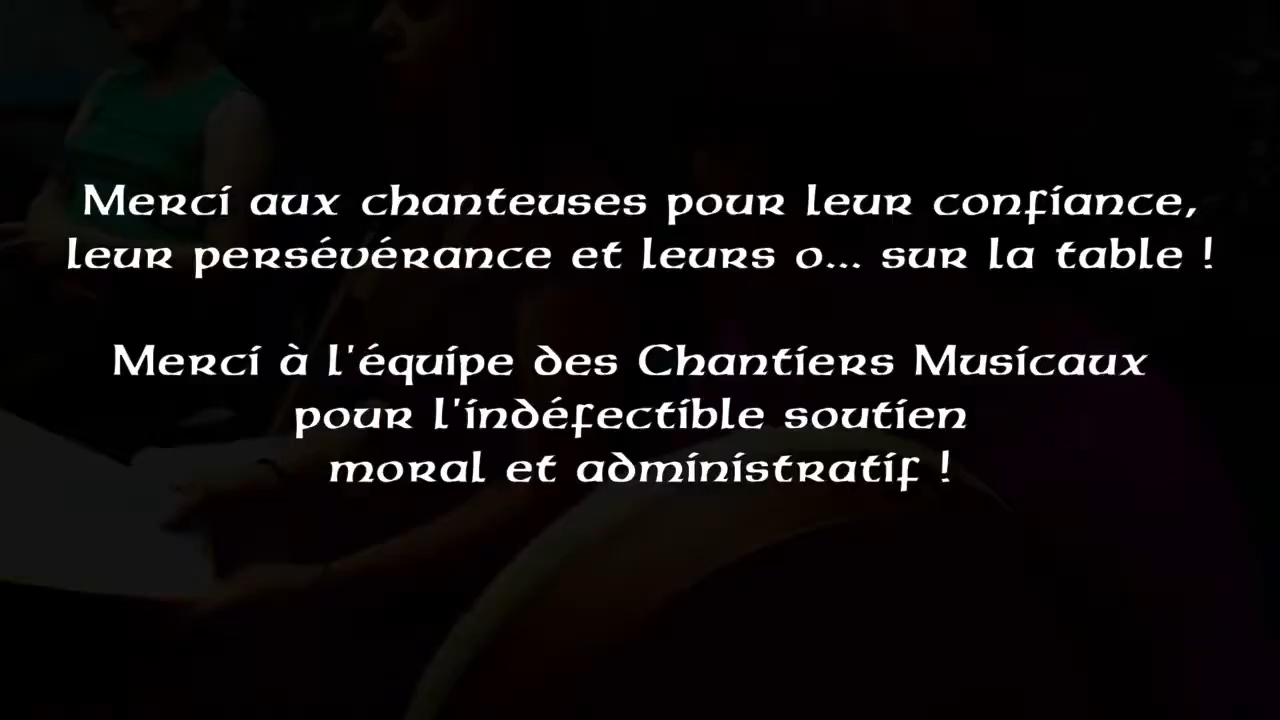 Merci aux chanteuses pour leur confiance,
leur persévérance et leurs o... sur la table !
Merci à l'équipe des Chantiers Musicaux
pour l'indéfectible soutien
moral et administratif !